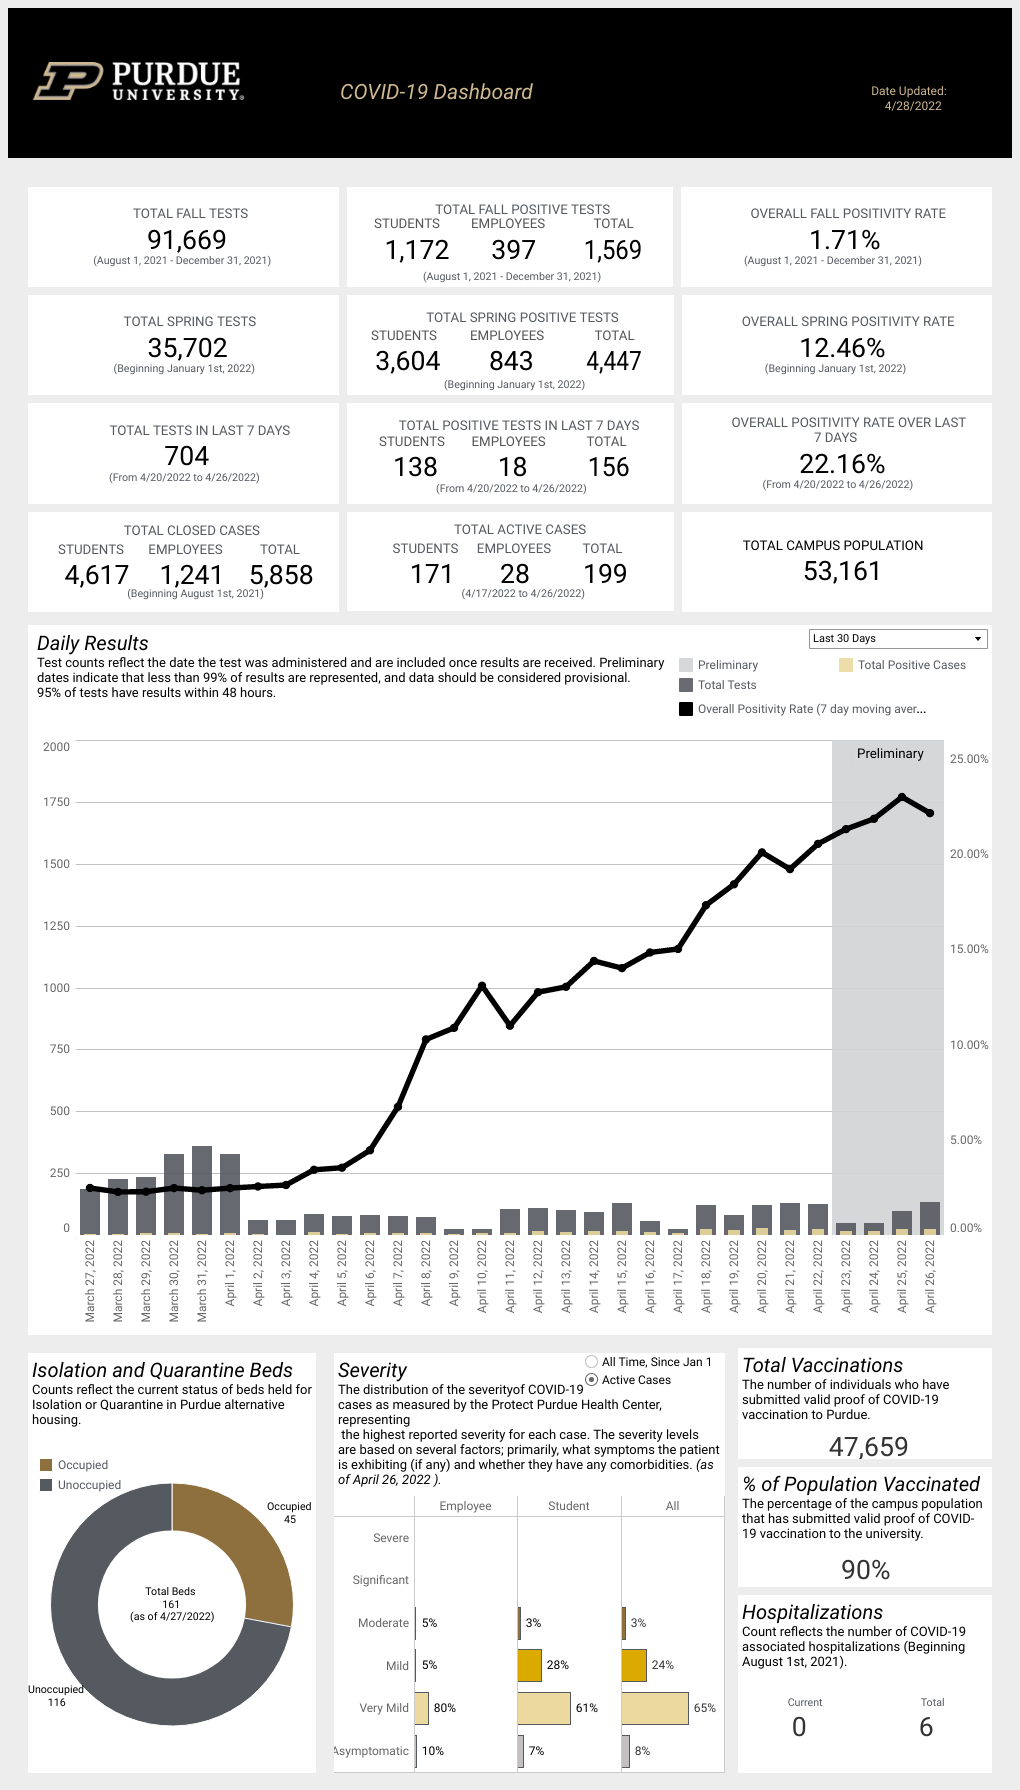 PURDUE
UNIVERSITY®
COVID-19 Dashboard
Date Updated:
4/28/2022
TOTAL FALL TESTS
91,669
(August 1, 2021 - December 31, 2021)
TOTAL FALL POSITIVE TESTS
STUDENTS EMPLOYEES TOTAL
1,172 397 1,569
(August 1, 2021 - December 31, 2021)
OVERALL FALL POSITIVITY RATE
1.71%
(August 1, 2021 - December 31, 2021)
TOTAL SPRING TESTS
35,702
(Beginning January 1st, 2022)
TOTAL SPRING POSITIVE TESTS
STUDENTS EMPLOYEES TOTAL
3,604 843 4,447
(Beginning January 1st, 2022)
OVERALL SPRING POSITIVITY RATE
12.46%
(Beginning January 1st, 2022)
TOTAL TESTS IN LAST 7 DAYS
704
(From 4/20/2022 to 4/26/2022)
TOTAL POSITIVE TESTS IN LAST 7 DAYS
STUDENTS EMPLOYEES TOTAL
138 18 156
(From 4/20/2022 to 4/26/2022)
OVERALL POSITIVITY RATE OVER LAST
7 DAYS
22.16%
(From 4/20/2022 to 4/26/2022)
TOTAL CLOSED CASES
STUDENTS EMPLOYEES TOTAL
4,617 1,241 5,858
(Beginning August 1st, 2021)
TOTAL ACTIVE CASES
STUDENTS EMPLOYEES TOTAL
171 28 199
(4/17/2022 to 4/26/2022)
TOTAL CAMPUS POPULATION
53,161
Daily Results
Test counts reflect the date the test was administered and are included once results are received. Preliminary
dates indicate that less than 99% of results are represented, and data should be considered provisional.
95% of tests have results within 48 hours.
Last 30 Days
Preliminary
Total Positive Cases
Total Tests
Overall Positivity Rate (7 day moving aver...
Preliminary
2000
1750
1500
1250
1000
750
500
250
0
25.00%
20.00%
15.00%
10.00%
5.00%
0.00%
March 27, 2022
March 28, 2022
March 29, 2022
March 30, 2022
March 31, 2022
April 1, 2022
April 2, 2022
April 3, 2022
April 4, 2022
April 5, 2022
April 6, 2022
April 7, 2022
April 8, 2022
April 9, 2022
April 10, 2022
April 11, 2022
April 12, 2022
April 13, 2022
April 14, 2022
April 15, 2022
April 16, 2022
April 17, 2022
April 18, 2022
April 19, 2022
April 20, 2022
April 21, 2022
April 22, 2022
April 23, 2022
April 24, 2022
April 25, 2022
April 26, 2022
Isolation and Quarantine Beds
Counts reflect the current status of beds held for
Isolation or Quarantine in Purdue alternative
housing.
Occupied
Unoccupied
Occupied
45
Total Beds
161
(as of 4/27/2022)
Unoccupied
116
Severity
All Time, Since Jan 1
Active Cases
The distribution of the severityof COVID-19
cases as measured by the Protect Purdue Health Center,
representing
the highest reported severity for each case. The severity levels
are based on several factors; primarily, what symptoms the patient
is exhibiting (if any) and whether they have any comorbidities. (as
of April 26, 2022 ).
Employee Student All
Severe
Significant
Moderate 5% 3% 3%
Mild 5% 28% 24%
Very Mild 80% 61% 65%
Asymptomatic 10% 7% 8%
Total Vaccinations
The number of individuals who have
submitted valid proof of COVID-19
vaccination to Purdue.
47,659
% of Population Vaccinated
The percentage of the campus population
that has submitted valid proof of COVID-
19 vaccination to the university.
90%
Hospitalizations
Count reflects the number of COVID-19
associated hospitalizations (Beginning
August 1st, 2021).
Current Total
0 6